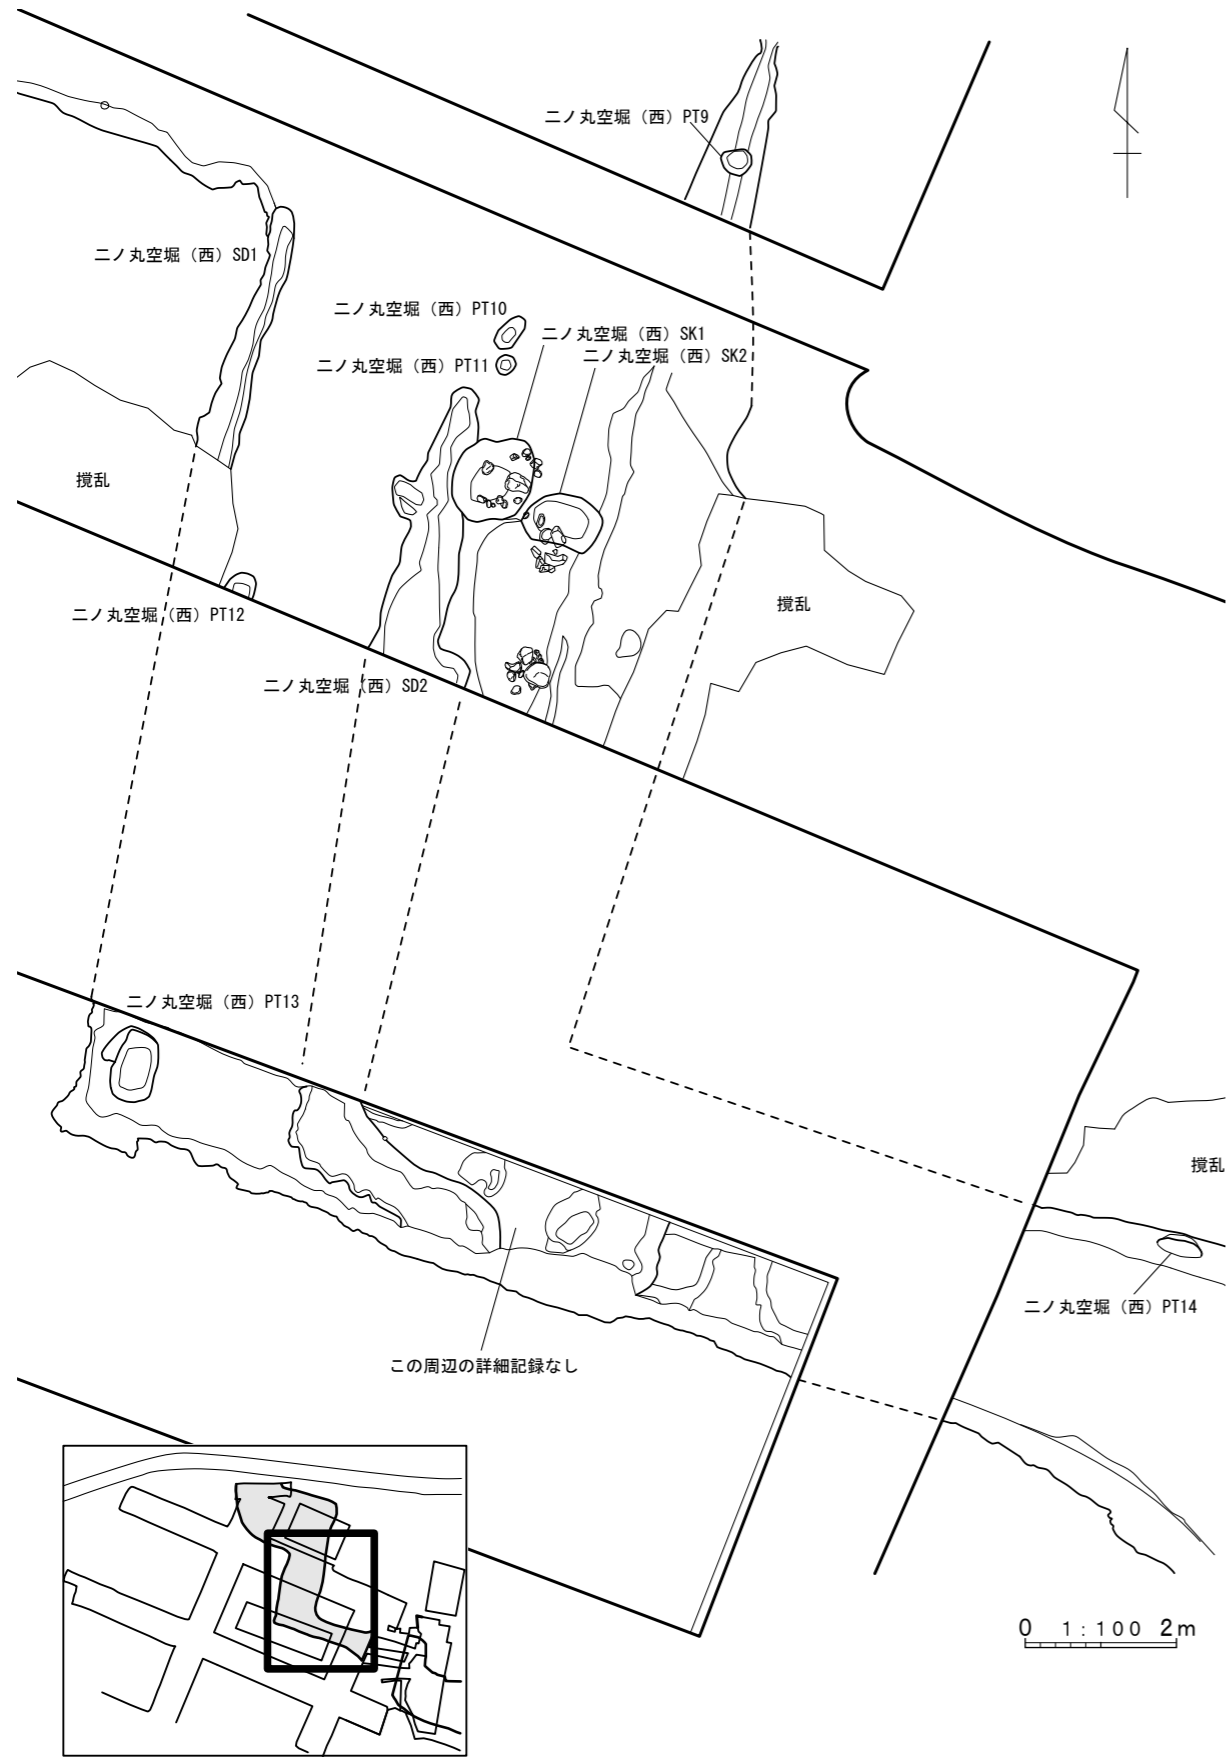 二ノ丸空堀（西）PT9
二ノ丸空堀（西）SD1
二ノ丸空堀（西）PT10
二ノ丸空堀（西）SK1
二ノ丸空堀（西）SK2
二ノ丸空堀（西）PT11
撹乱
撹乱
二ノ丸空堀（西）PT12
二ノ丸空堀（西）SD2
二ノ丸空堀（西）PT13
撹乱
二ノ丸空堀（西）PT14
この周辺の詳細記録なし
0 1:100 2m